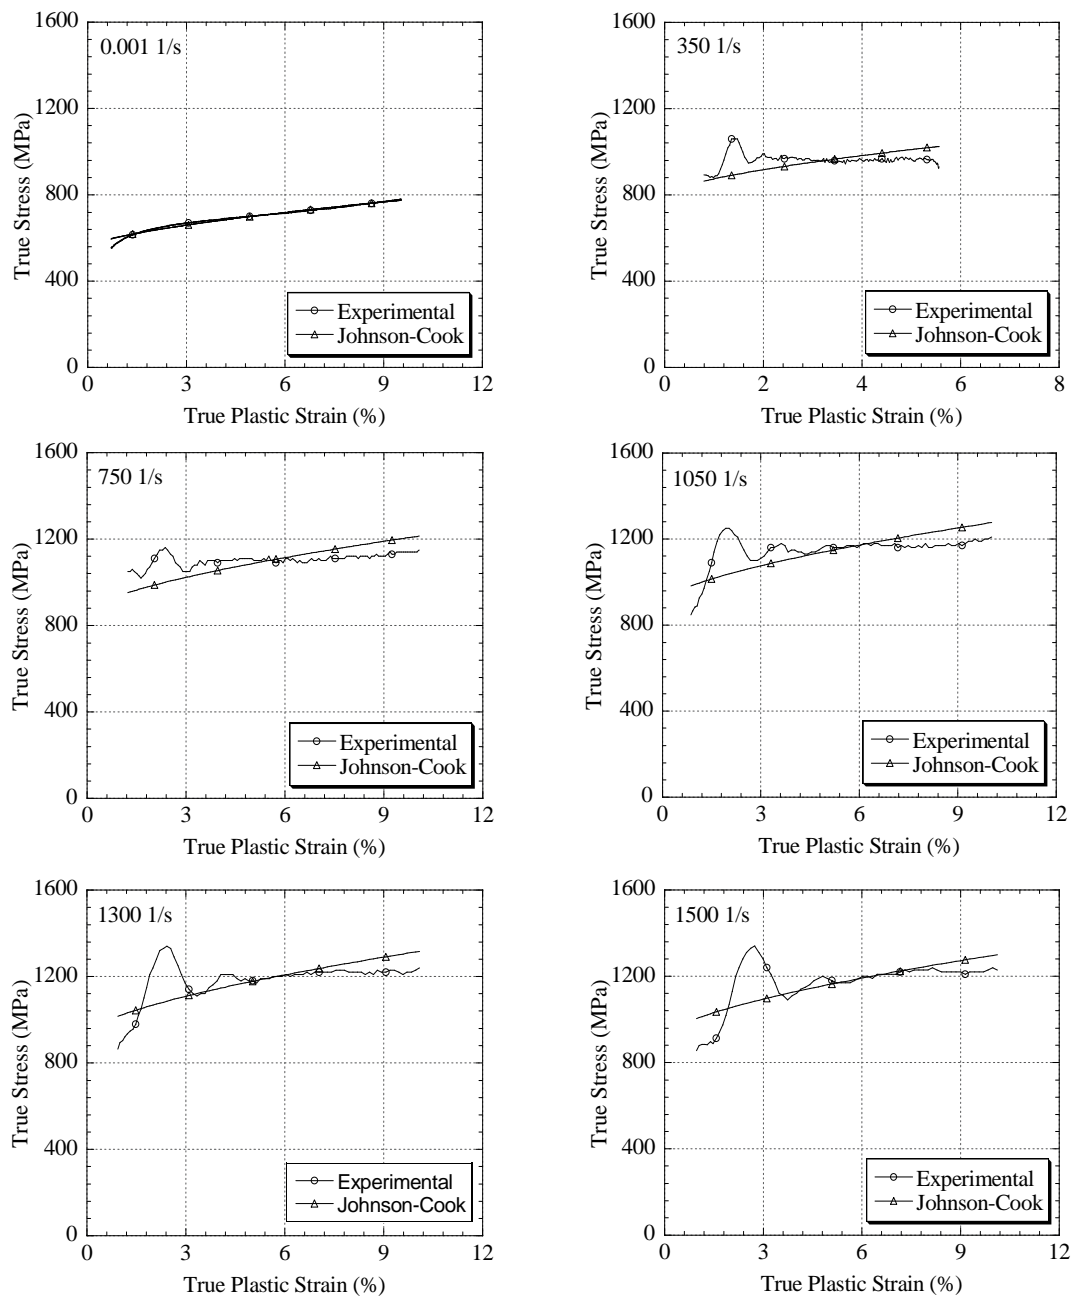 0.001 1/s
True Stress (MPa)
1600
1200
800
400
0
Experimental
Johnson-Cook
0 3 6 9 12
True Plastic Strain (%)
350 1/s
True Stress (MPa)
1600
1200
800
400
0
Experimental
Johnson-Cook
0 2 4 6 8
True Plastic Strain (%)
750 1/s
True Stress (MPa)
1600
1200
800
400
0
Experimental
Johnson-Cook
0 3 6 9 12
True Plastic Strain (%)
1050 1/s
True Stress (MPa)
1600
1200
800
400
0
Experimental
Johnson-Cook
0 3 6 9 12
True Plastic Strain (%)
1300 1/s
True Stress (MPa)
1600
1200
800
400
0
Experimental
Johnson-Cook
0 3 6 9 12
True Plastic Strain (%)
1500 1/s
True Stress (MPa)
1600
1200
800
400
0
Experimental
Johnson-Cook
0 3 6 9 12
True Plastic Strain (%)